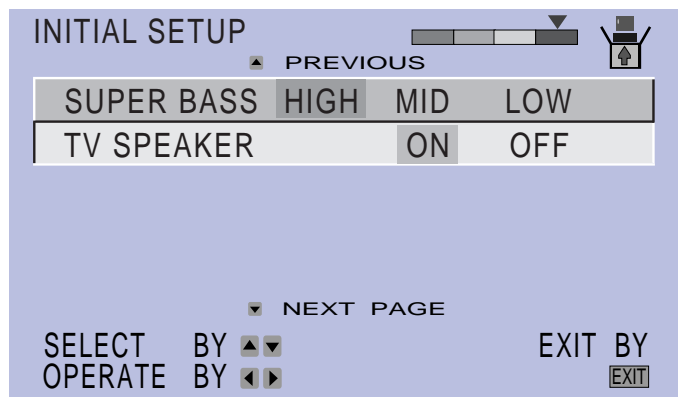 INITIAL SETUP
PREVIOUS
SUPER BASS HIGH MID LOW
TV SPEAKER ON OFF
NEXT PAGE
SELECT BY EXIT BY
OPERATE BY EXIT